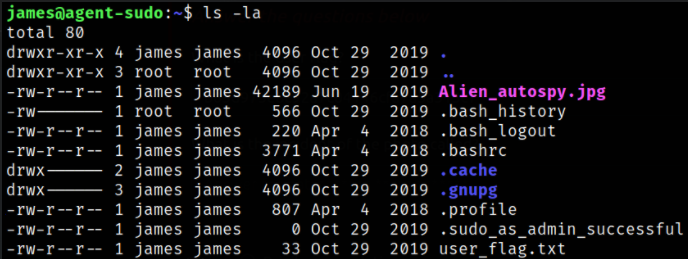 james@agent-sudo:~$ ls -la
total 80
drwxr-xr-x 4 james james  4096 Oct 29  2019 .
drwxr-xr-x 3 root  root   4096 Oct 29  2019 ..
-rw-r--r-- 1 james james 42189 Jun 19  2019 Alien_autospy.jpg
-rw------- 1 root  root    566 Oct 29  2019 .bash_history
-rw-r--r-- 1 james james   220 Apr  4  2018 .bash_logout
-rw-r--r-- 1 james james  3771 Apr  4  2018 .bashrc
drwx------ 2 james james  4096 Oct 29  2019 .cache
drwx------ 3 james james  4096 Oct 29  2019 .gnupg
-rw-r--r-- 1 james james   807 Apr  4  2018 .profile
-rw-r--r-- 1 james james     0 Oct 29  2019 .sudo_as_admin_successful
-rw-r--r-- 1 james james    33 Oct 29  2019 user_flag.txt